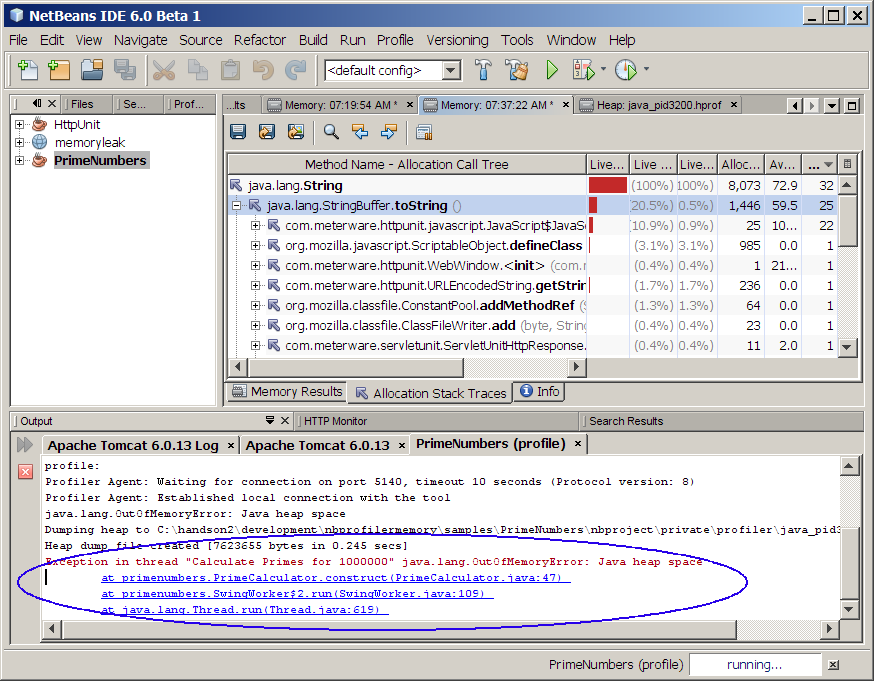 NetBeans IDE 6.0 Beta 1
File Edit View Navigate Source Refactor Build Run Profile Versioning Tools Window Help
<default config>
Files Se... Prof...
...lts Memory: 07:19:54 AM * Memory: 07:37:22 AM * Heap: java_pid3200.hprof
HttpUnit
memoryleak
PrimeNumbers
Method Name - Allocation Call Tree Live... Live ... Live... Alloc... Av... ...
java.lang.String (100%) 100%) 8,073 72.9 32
java.lang.StringBuffer.toString () (20.5%) 0.5%) 1,446 59.5 25
com.meterware.httpunit.javascript.JavaScript$JavaSc (10.9%) 0.9%) 25 10... 22
org.mozilla.javascript.ScriptableObject.defineClass (3.1%) 3.1%) 985 0.0 1
com.meterware.httpunit.WebWindow.<init> (com.m (0.4%) 0.4%) 1 21... 1
com.meterware.httpunit.URLEncodedString.getStrin (1.7%) 1.7%) 236 0.0 1
org.mozilla.classfile.ConstantPool.addMethodRef (S (1.3%) 1.3%) 64 0.0 1
org.mozilla.classfile.ClassFileWriter.add (byte, String (0.4%) 0.4%) 23 0.0 1
com.meterware.servletunit.ServletUnitHttpResponse. (0.4%) 0.4%) 11 2.0 1
Memory Results Allocation Stack Traces Info
Output HTTP Monitor Search Results
Apache Tomcat 6.0.13 Log Apache Tomcat 6.0.13 PrimeNumbers (profile)
profile:
Profiler Agent: Waiting for connection on port 5140, timeout 10 seconds (Protocol version: 8)
Profiler Agent: Established local connection with the tool
java.lang.OutOfMemoryError: Java heap space
Dumping heap to C:\handson2\development\nbprofilermemory\samples\PrimeNumbers\nbproject\private\profiler\java_pid3
Heap dump file created [7623655 bytes in 0.245 secs]
Exception in thread "Calculate Primes for 1000000" java.lang.OutOfMemoryError: Java heap space
at primenumbers.PrimeCalculator.construct(PrimeCalculator.java:47)
at primenumbers.SwingWorker$2.run(SwingWorker.java:109)
at java.lang.Thread.run(Thread.java:619)
PrimeNumbers (profile) running...